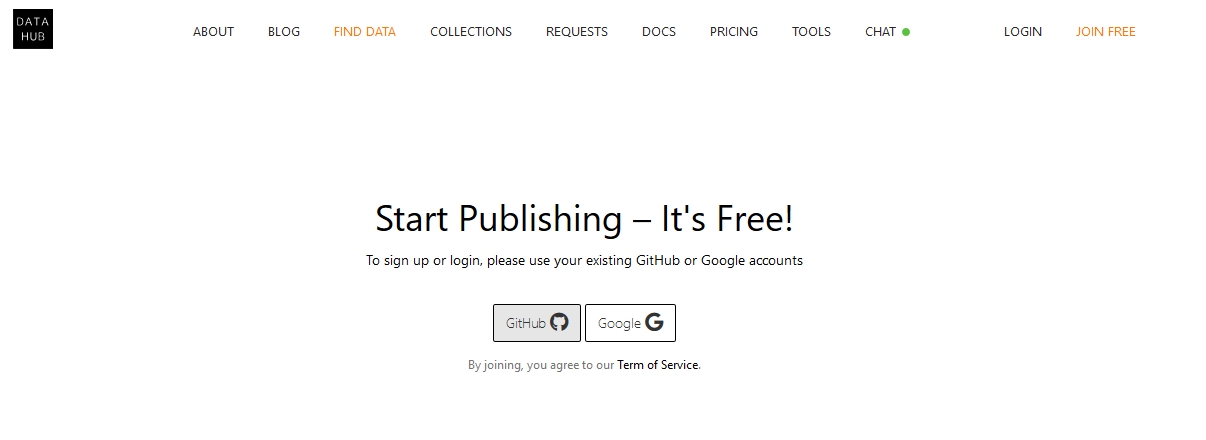 DATA
HUB
ABOUT BLOG FIND DATA COLLECTIONS REQUESTS DOCS PRICING TOOLS CHAT LOGIN JOIN FREE
Start Publishing – It's Free!
To sign up or login, please use your existing GitHub or Google accounts
GitHub Google
By joining, you agree to our Term of Service.